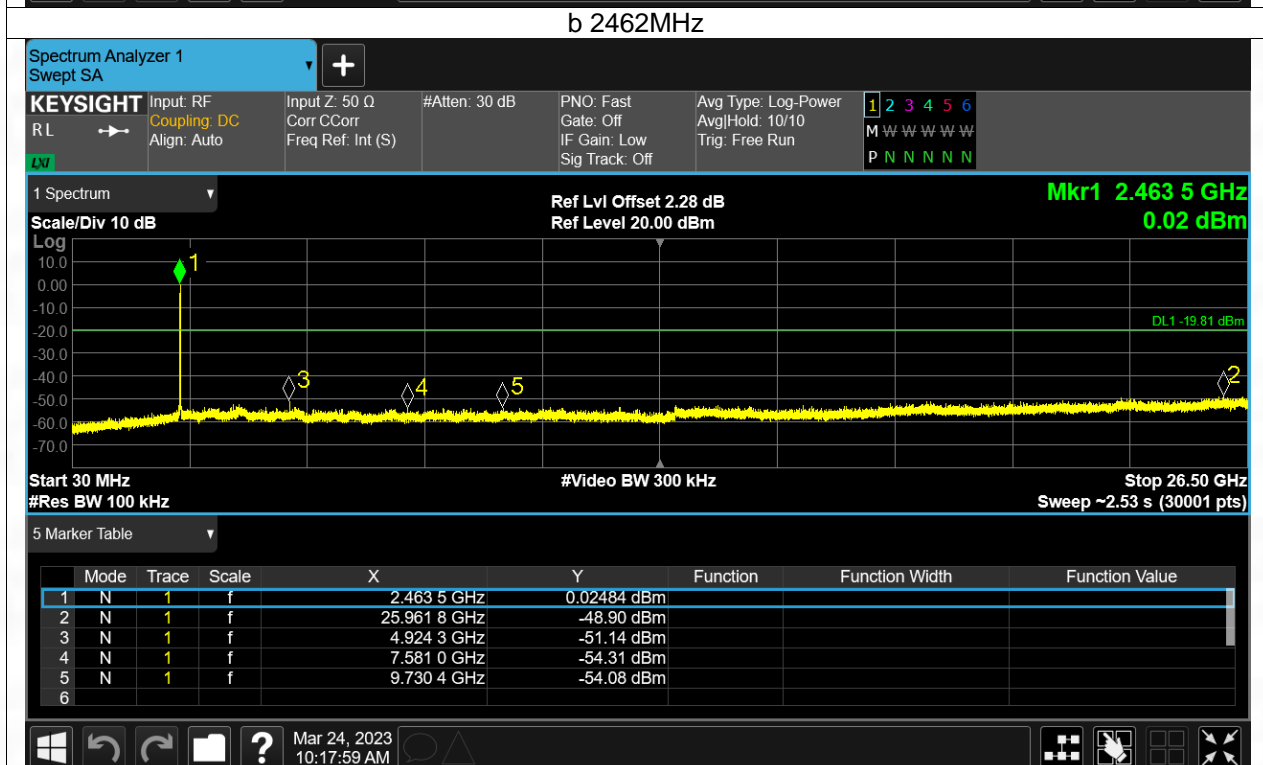 b 2462MHz
Spectrum Analyzer 1
Swept SA
+
KEYSIGHT
RL
LXI
Input: RF
Coupling: DC
Align: Auto
Input Z: 50 Ω
Corr CCorr
Freq Ref: Int (S)
#Atten: 30 dB
PNO: Fast
Gate: Off
IF Gain: Low
Sig Track: Off
Avg Type: Log-Power
Avg|Hold: 10/10
Trig: Free Run
1 2 3 4 5 6
M W W W W W
P N N N N N
1 Spectrum
Scale/Div 10 dB
Ref Lvl Offset 2.28 dB
Ref Level 20.00 dBm
Mkr1 2.463 5 GHz
0.02 dBm
Log
10.0
0.00
-10.0
-20.0
-30.0
-40.0
-50.0
-60.0
-70.0
1
3
4
5
2
DL1 -19.81 dBm
Start 30 MHz
#Res BW 100 kHz
#Video BW 300 kHz
Stop 26.50 GHz
Sweep ~2.53 s (30001 pts)
5 Marker Table
Mode Trace Scale X Y Function Function Width Function Value
1 N 1 f 2.463 5 GHz 0.02484 dBm
2 N 1 f 25.961 8 GHz -48.90 dBm
3 N 1 f 4.924 3 GHz -51.14 dBm
4 N 1 f 7.581 0 GHz -54.31 dBm
5 N 1 f 9.730 4 GHz -54.08 dBm
6
?
Mar 24, 2023
10:17:59 AM